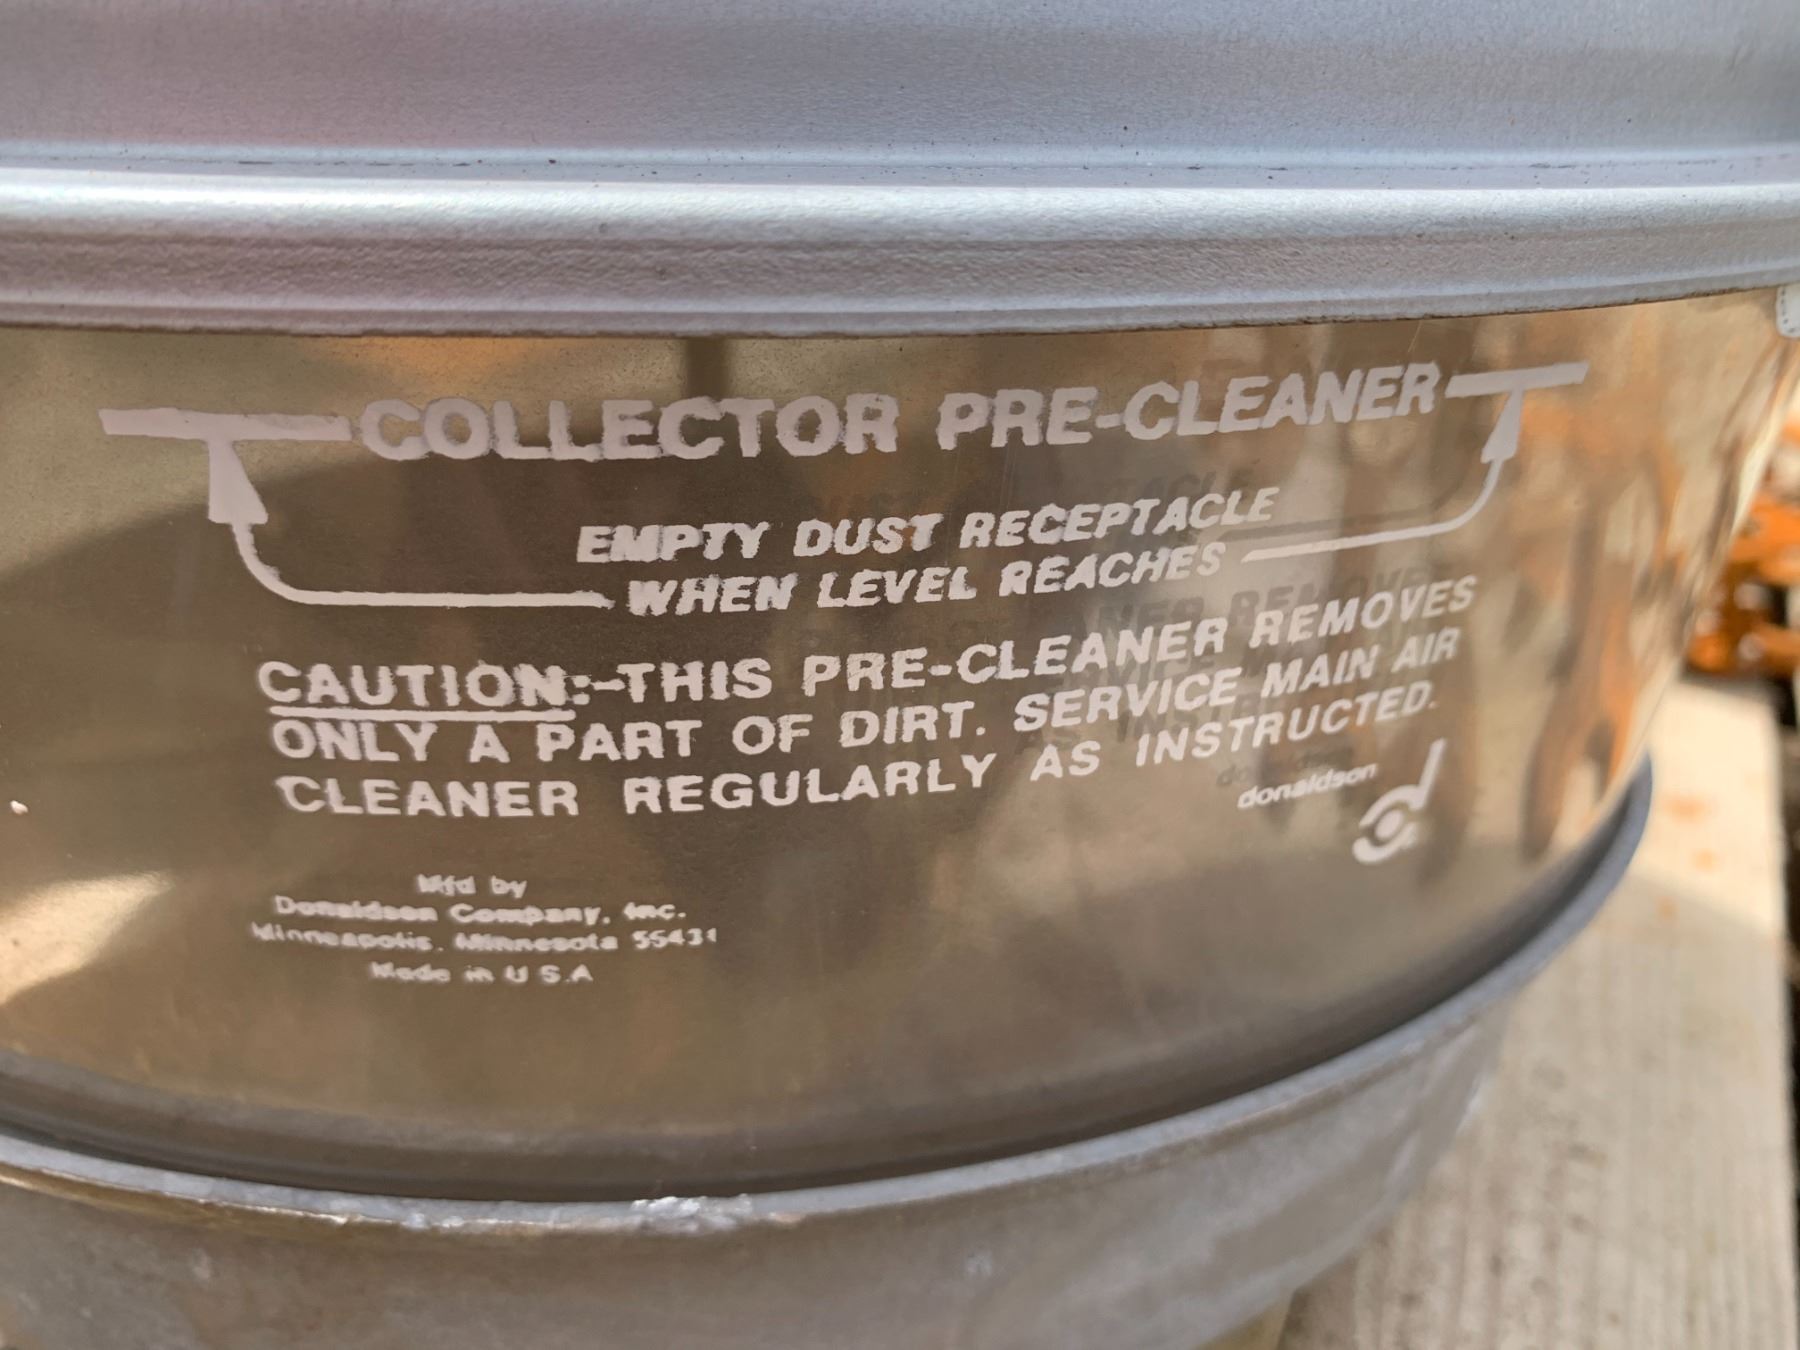 COLLECTOR PRE-CLEANER
EMPTY DUST RECEPTACLE
WHEN LEVEL REACHES
CAUTION:-THIS PRE-CLEANER REMOVES
ONLY A PART OF DIRT. SERVICE MAIN AIR
CLEANER REGULARLY AS INSTRUCTED.
donaldson
Mfd by
Donaldson Company, Inc.
Minneapolis, Minnesota 55431
Made in U S.A